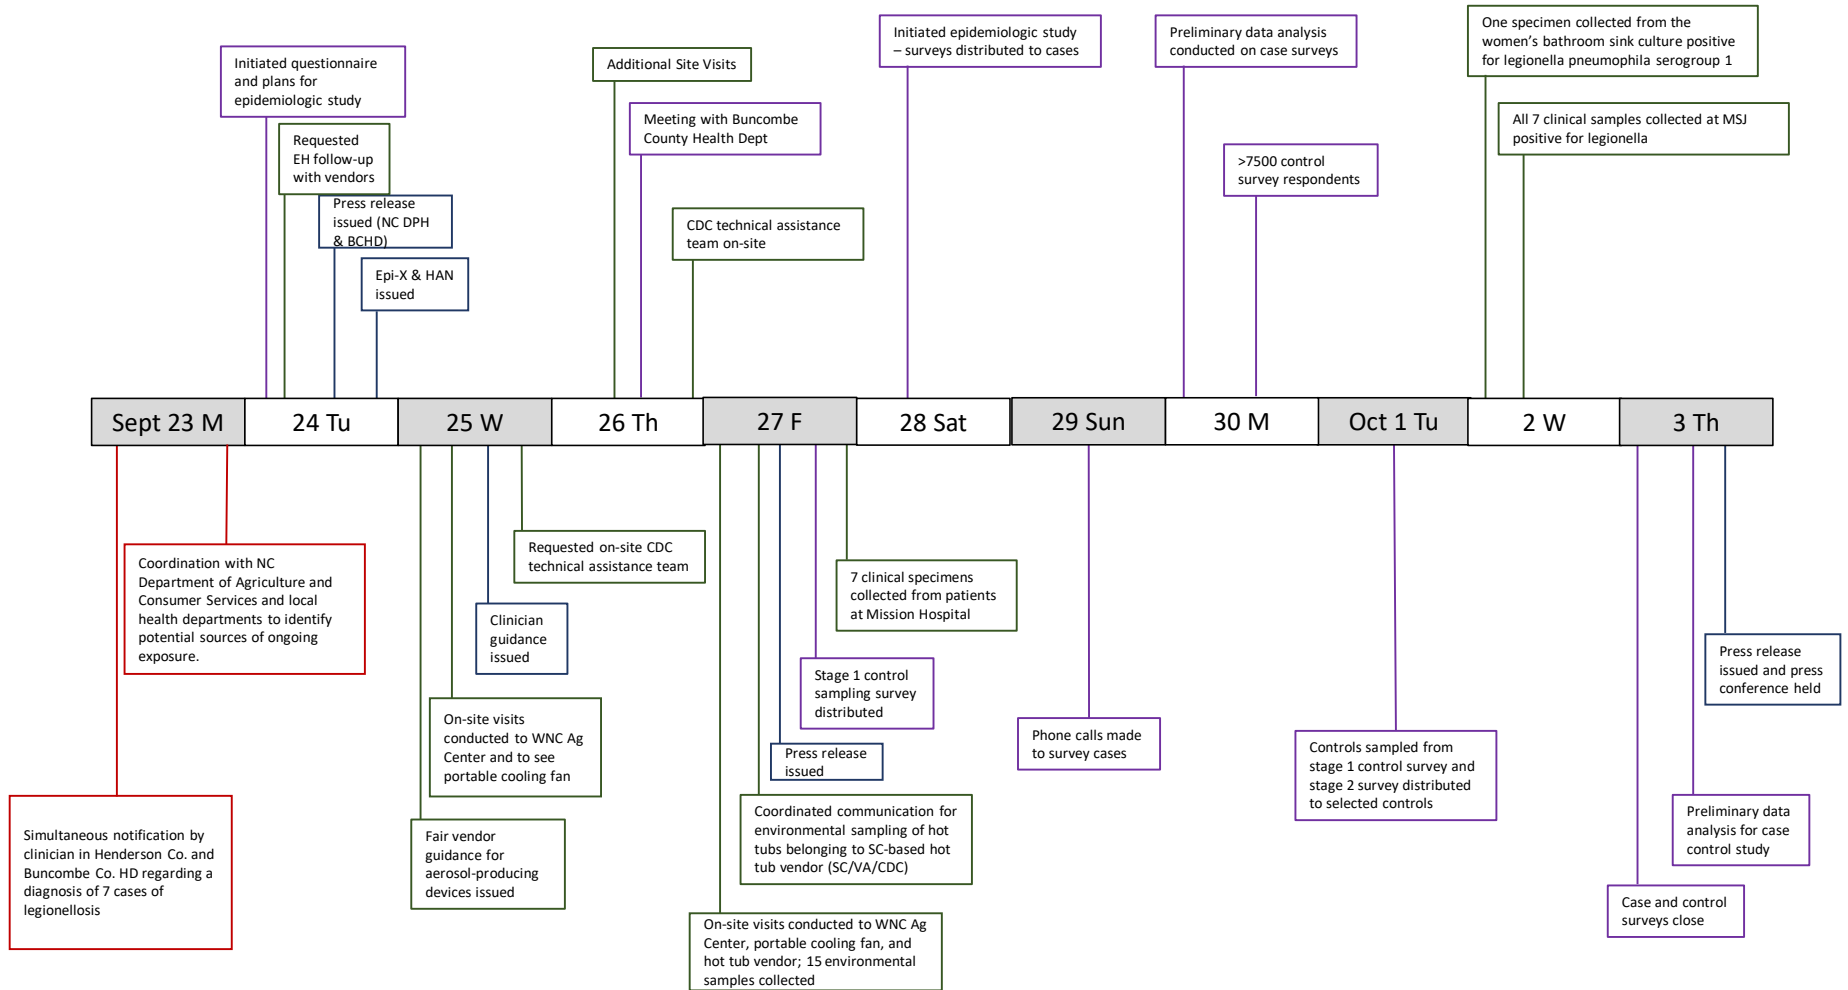 Initiated questionnaire
and plans for
epidemiologic study
Requested
EH follow-up
with vendors
Press release
issued (NC DPH
& BCHD)
Epi-X & HAN
issued
Additional Site Visits
Meeting with Buncombe
County Health Dept
CDC technical assistance
team on-site
Initiated epidemiologic study
– surveys distributed to cases
Preliminary data analysis
conducted on case surveys
>7500 control
survey respondents
One specimen collected from the
women's bathroom sink culture positive
for legionella pneumophila serogroup 1
All 7 clinical samples collected at MSJ
positive for legionella
Sept 23 M
24 Tu
25 W
26 Th
27 F
28 Sat
29 Sun
30 M
Oct 1 Tu
2 W
3 Th
Simultaneous notification by
clinician in Henderson Co. and
Buncombe Co. HD regarding a
diagnosis of 7 cases of
legionellosis
Coordination with NC
Department of Agriculture and
Consumer Services and local
health departments to identify
potential sources of ongoing
exposure.
Fair vendor
guidance for
aerosol-producing
devices issued
On-site visits
conducted to WNC Ag
Center and to see
portable cooling fan
Clinician
guidance
issued
Requested on-site CDC
technical assistance team
On-site visits conducted to WNC Ag
Center, portable cooling fan, and
hot tub vendor; 15 environmental
samples collected
Coordinated communication for
environmental sampling of hot
tubs belonging to SC-based hot
tub vendor (SC/VA/CDC)
Press release
issued
Stage 1 control
sampling survey
distributed
7 clinical specimens
collected from patients
at Mission Hospital
Phone calls made
to survey cases
Controls sampled from
stage 1 control survey and
stage 2 survey distributed
to selected controls
Case and control
surveys close
Preliminary data
analysis for case
control study
Press release
issued and press
conference held